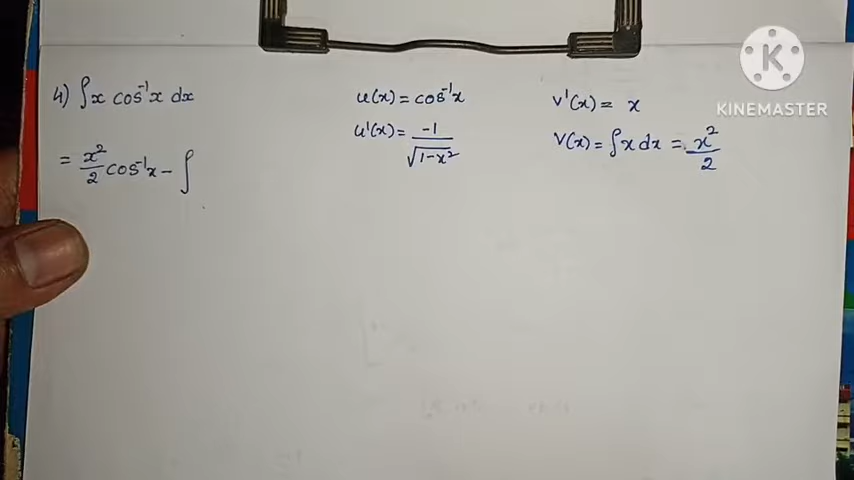 4) ∫x cos⁻¹x dx
u(x) = cos⁻¹x
v'(x) = x
u'(x) = -1/√(1-x²)
v(x) = ∫x dx = x²/2
= x²/2 cos⁻¹x - ∫
K
KINEMASTER